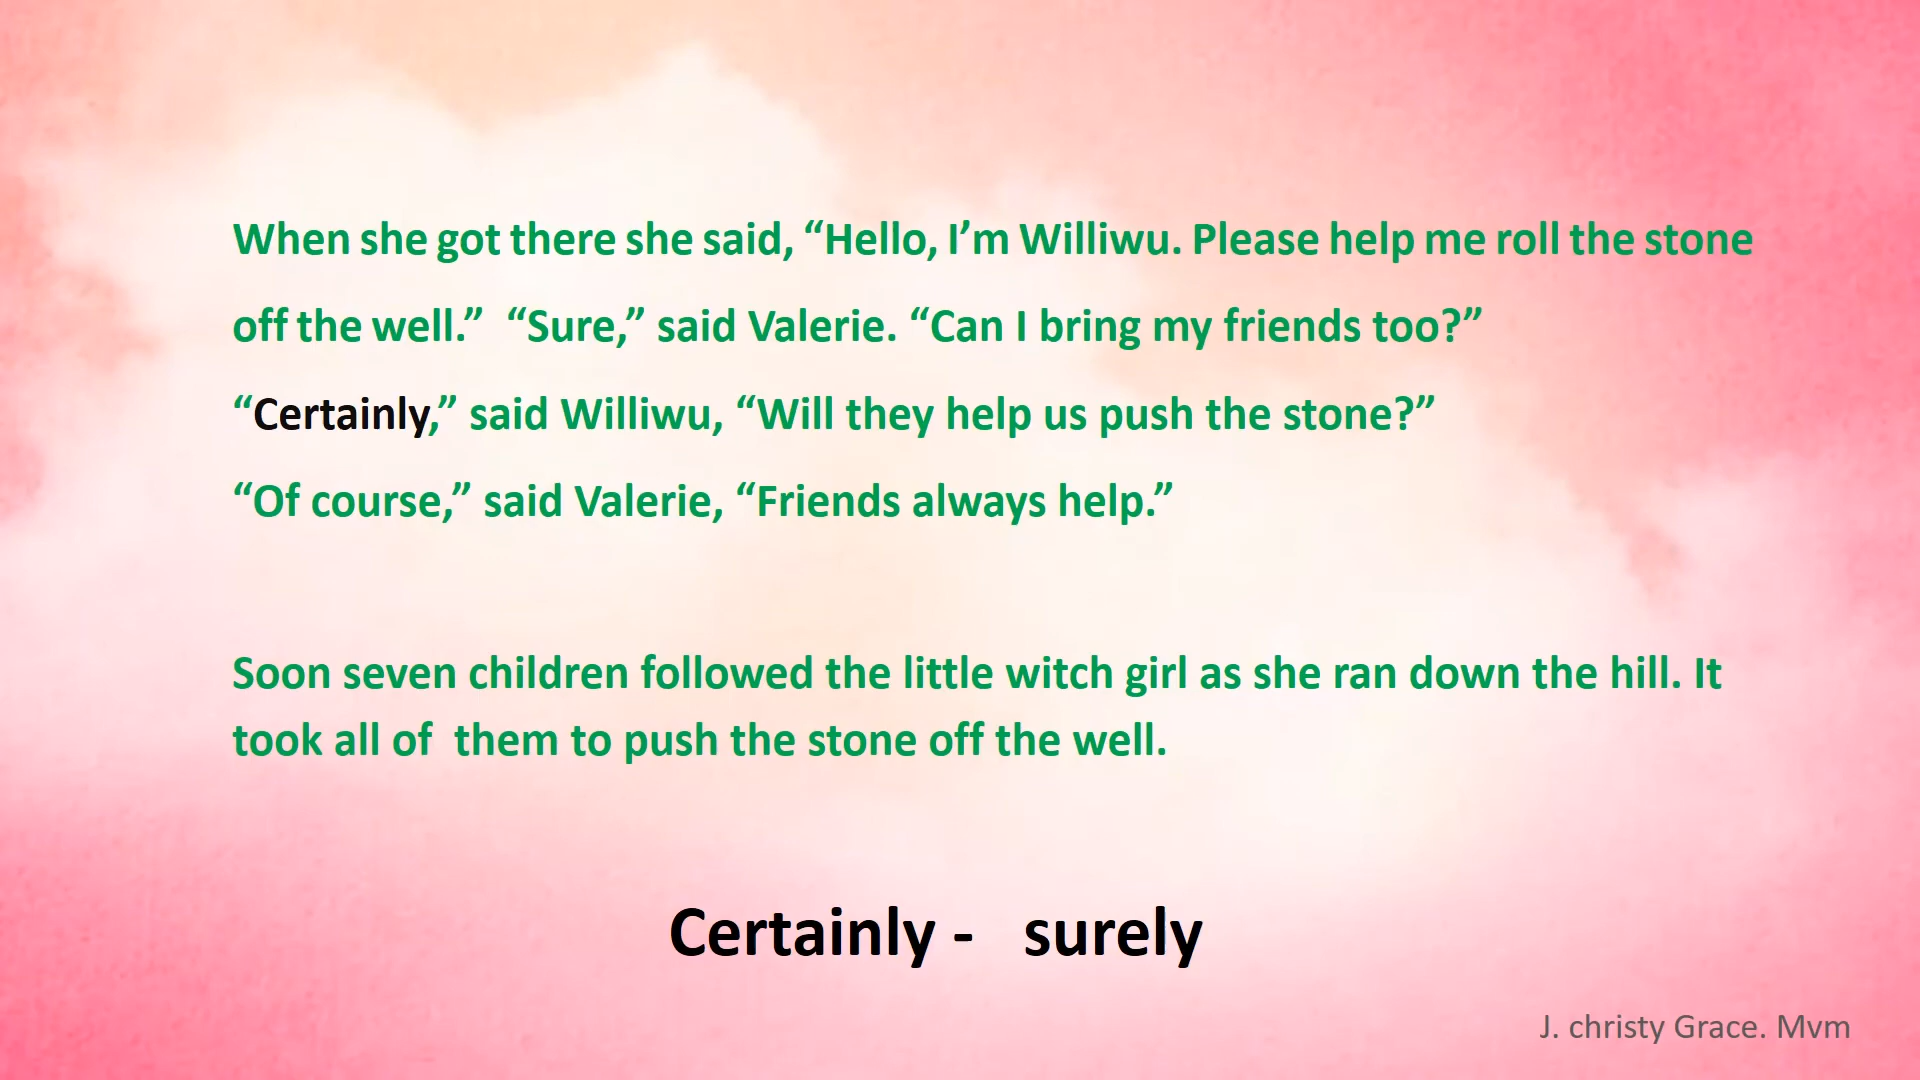 When she got there she said, “Hello, I’m Williwu. Please help me roll the stone
off the well.”  “Sure,” said Valerie. “Can I bring my friends too?”
“Certainly,” said Williwu, “Will they help us push the stone?”
“Of course,” said Valerie, “Friends always help.”
Soon seven children followed the little witch girl as she ran down the hill. It
took all of  them to push the stone off the well.
Certainly -   surely
J. christy Grace. Mvm